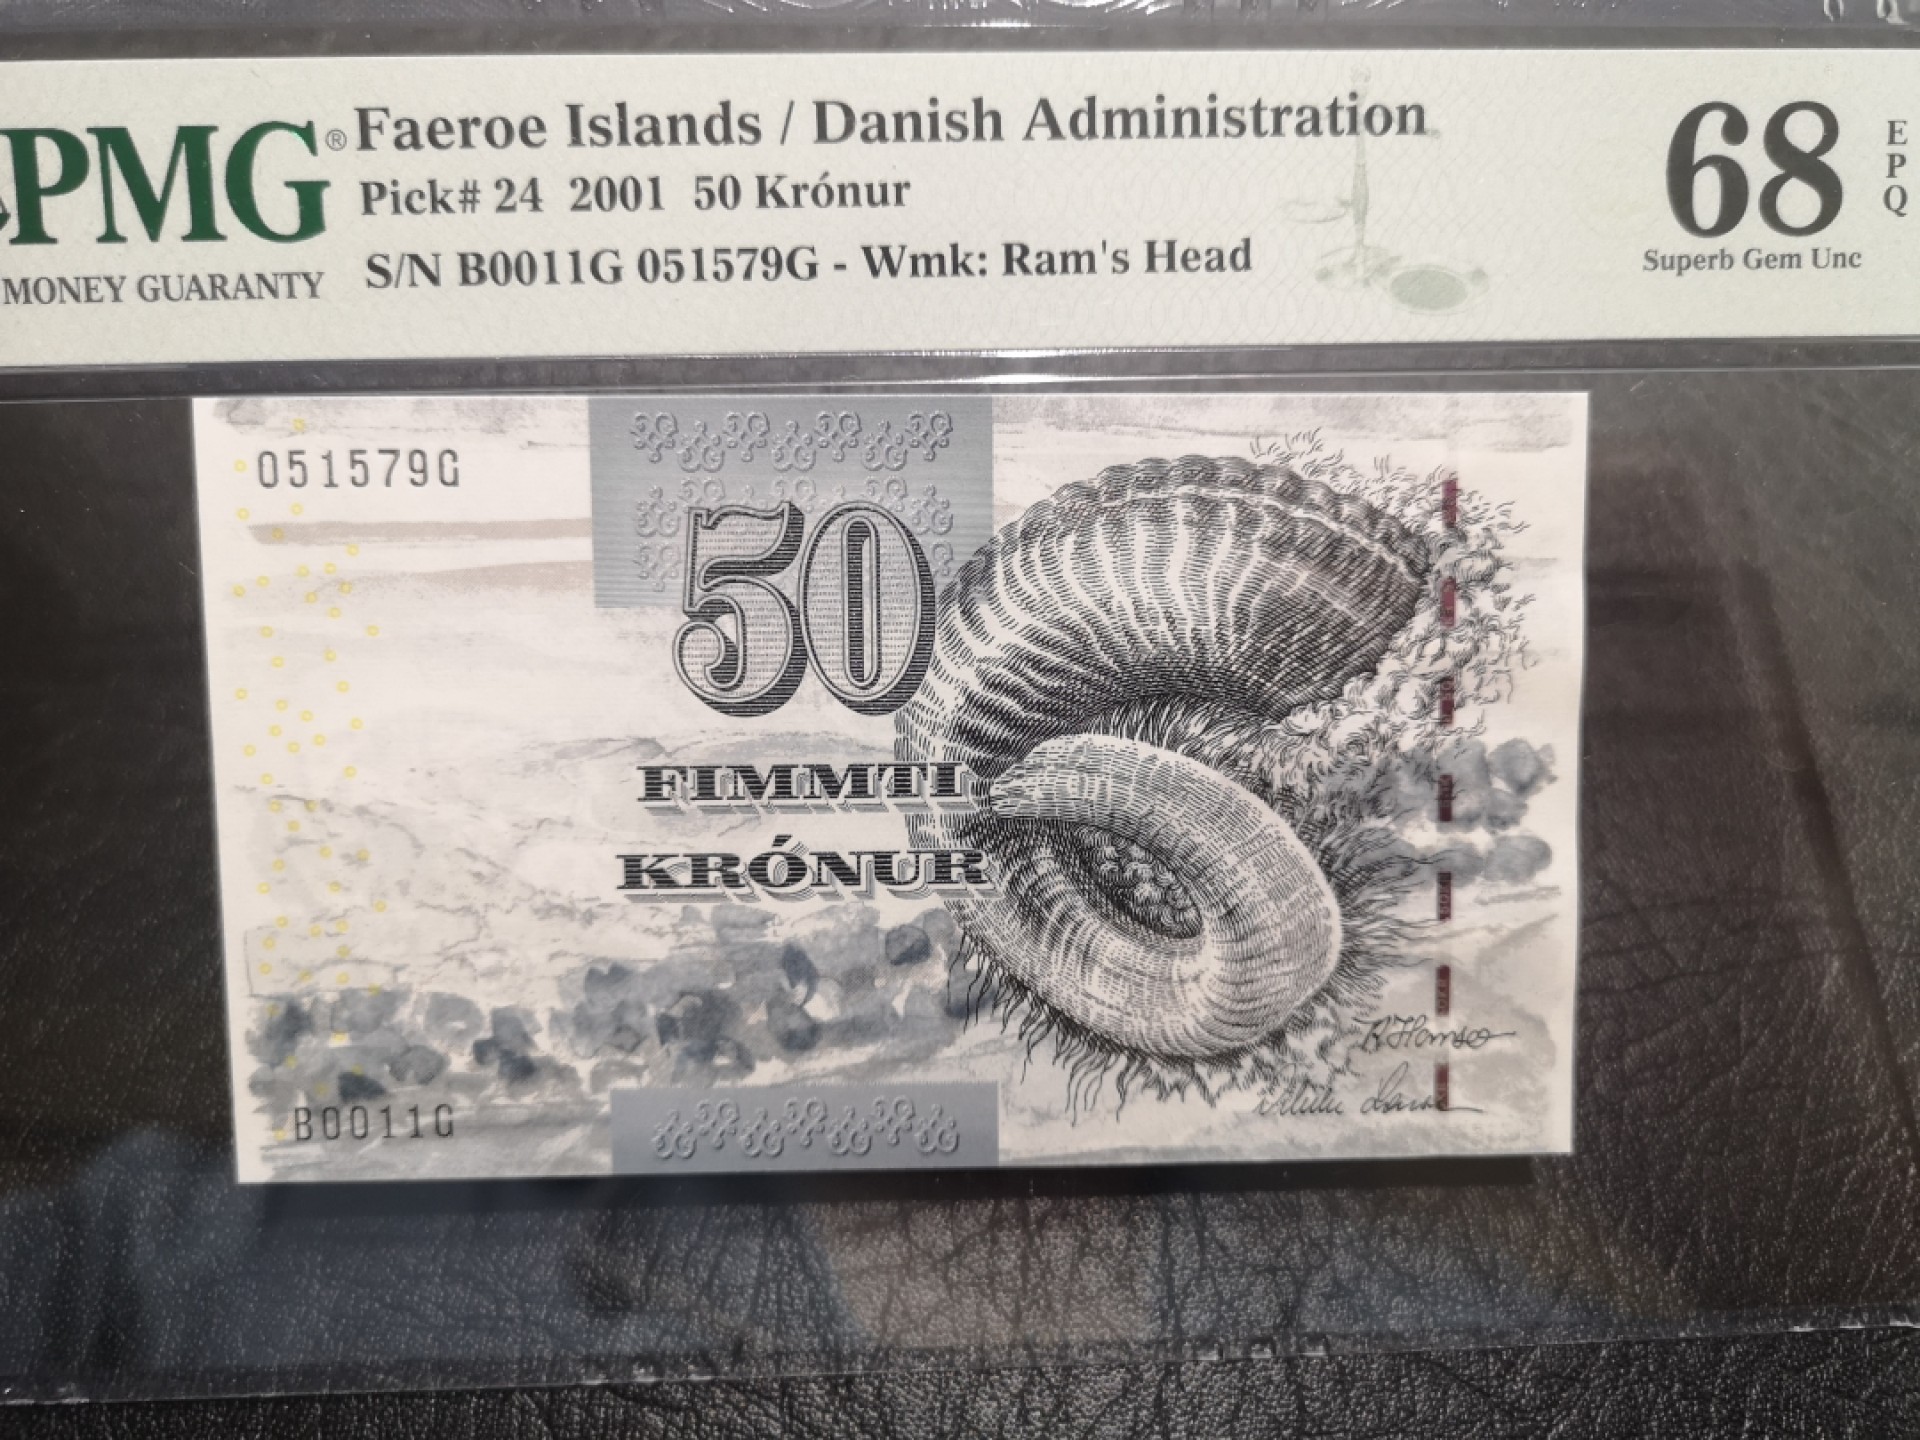 PMG® Faeroe Islands / Danish Administration
Pick# 24 2001 50 Krónur
MONEY GUARANTY
S/N B0011G 051579G - Wmk: Ram's Head
68
EPQ
Superb Gem Unc
051579G
50
FIMMTI
KRÓNUR
B0011G